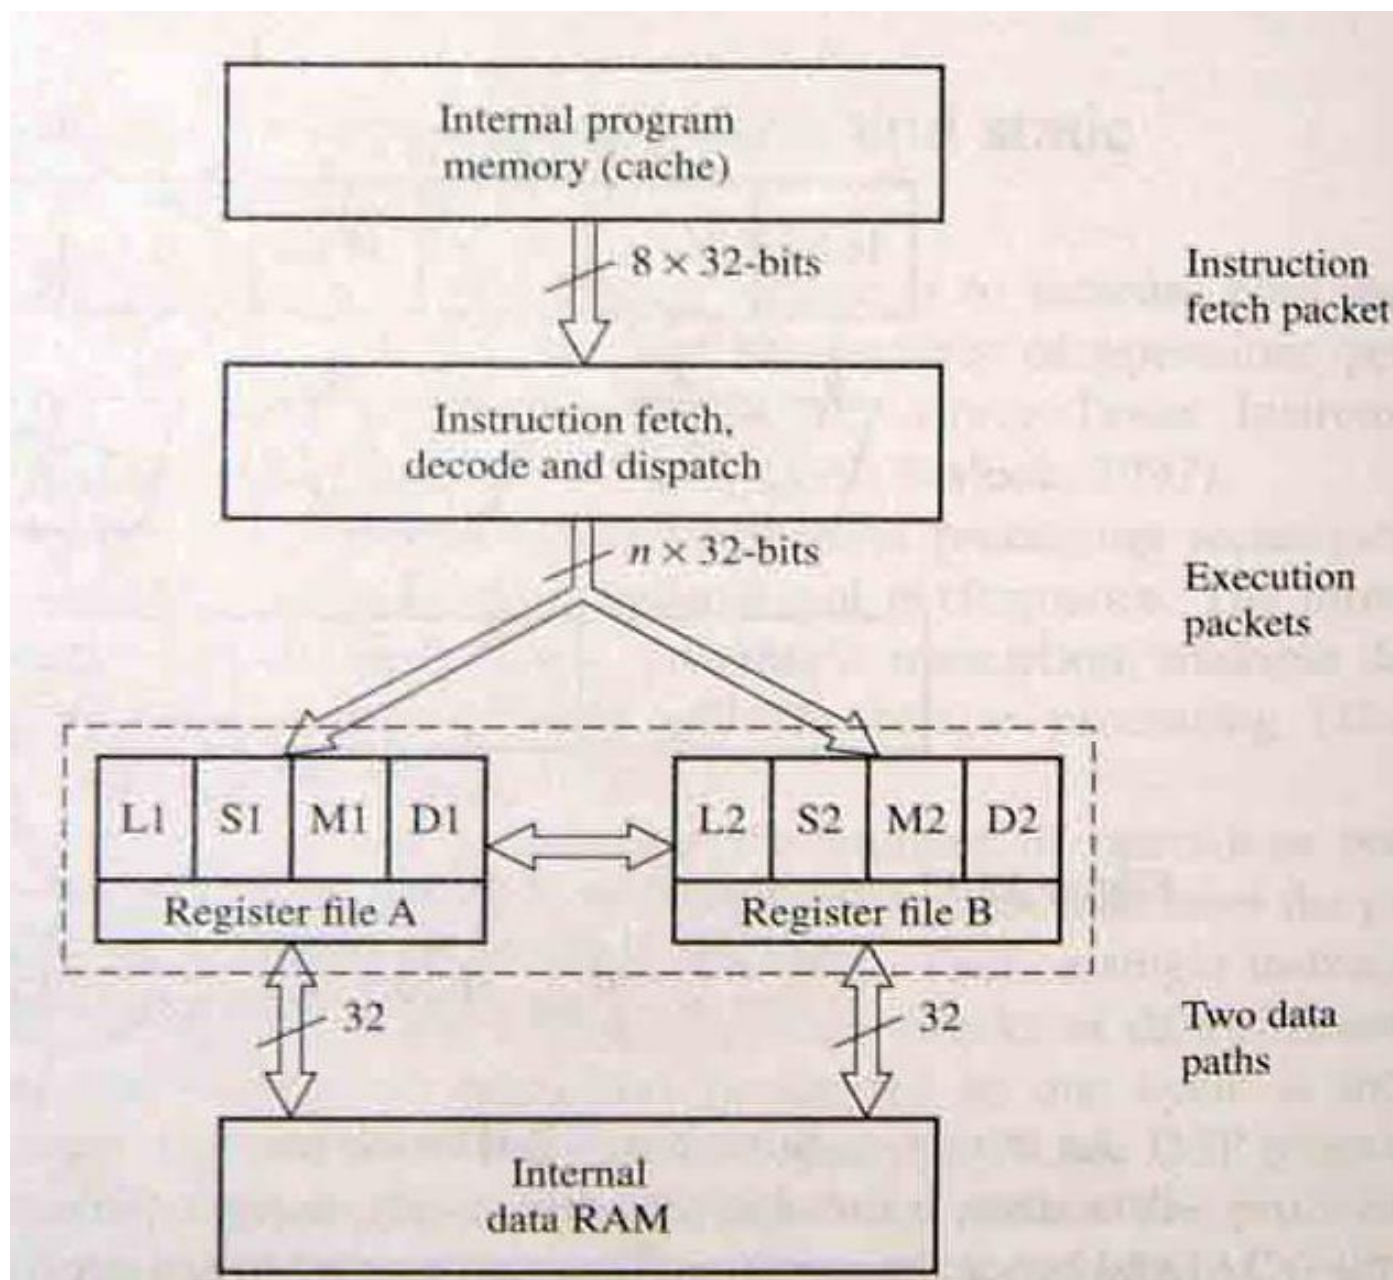 Internal program
memory (cache)
8 × 32-bits
Instruction
fetch packet
Instruction fetch,
decode and dispatch
n × 32-bits
Execution
packets
L1 S1 M1 D1
L2 S2 M2 D2
Register file A
Register file B
32
32
Two data
paths
Internal
data RAM